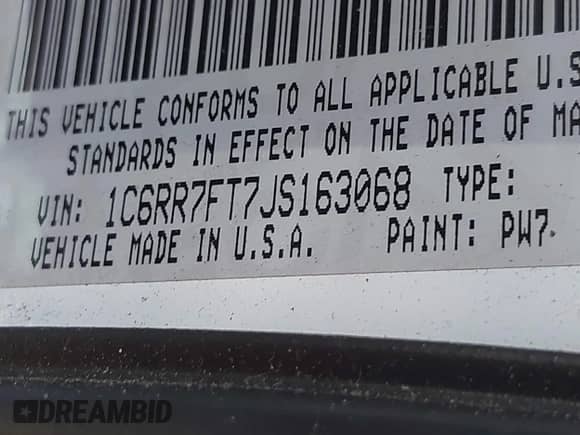 THIS VEHICLE CONFORMS TO ALL APPLICABLE U.S
STANDARDS IN EFFECT ON THE DATE OF MA
VIN: 1C6RR7FT7JS163068 TYPE:
VEHICLE MADE IN U.S.A. PAINT: PW7
DREAMBID